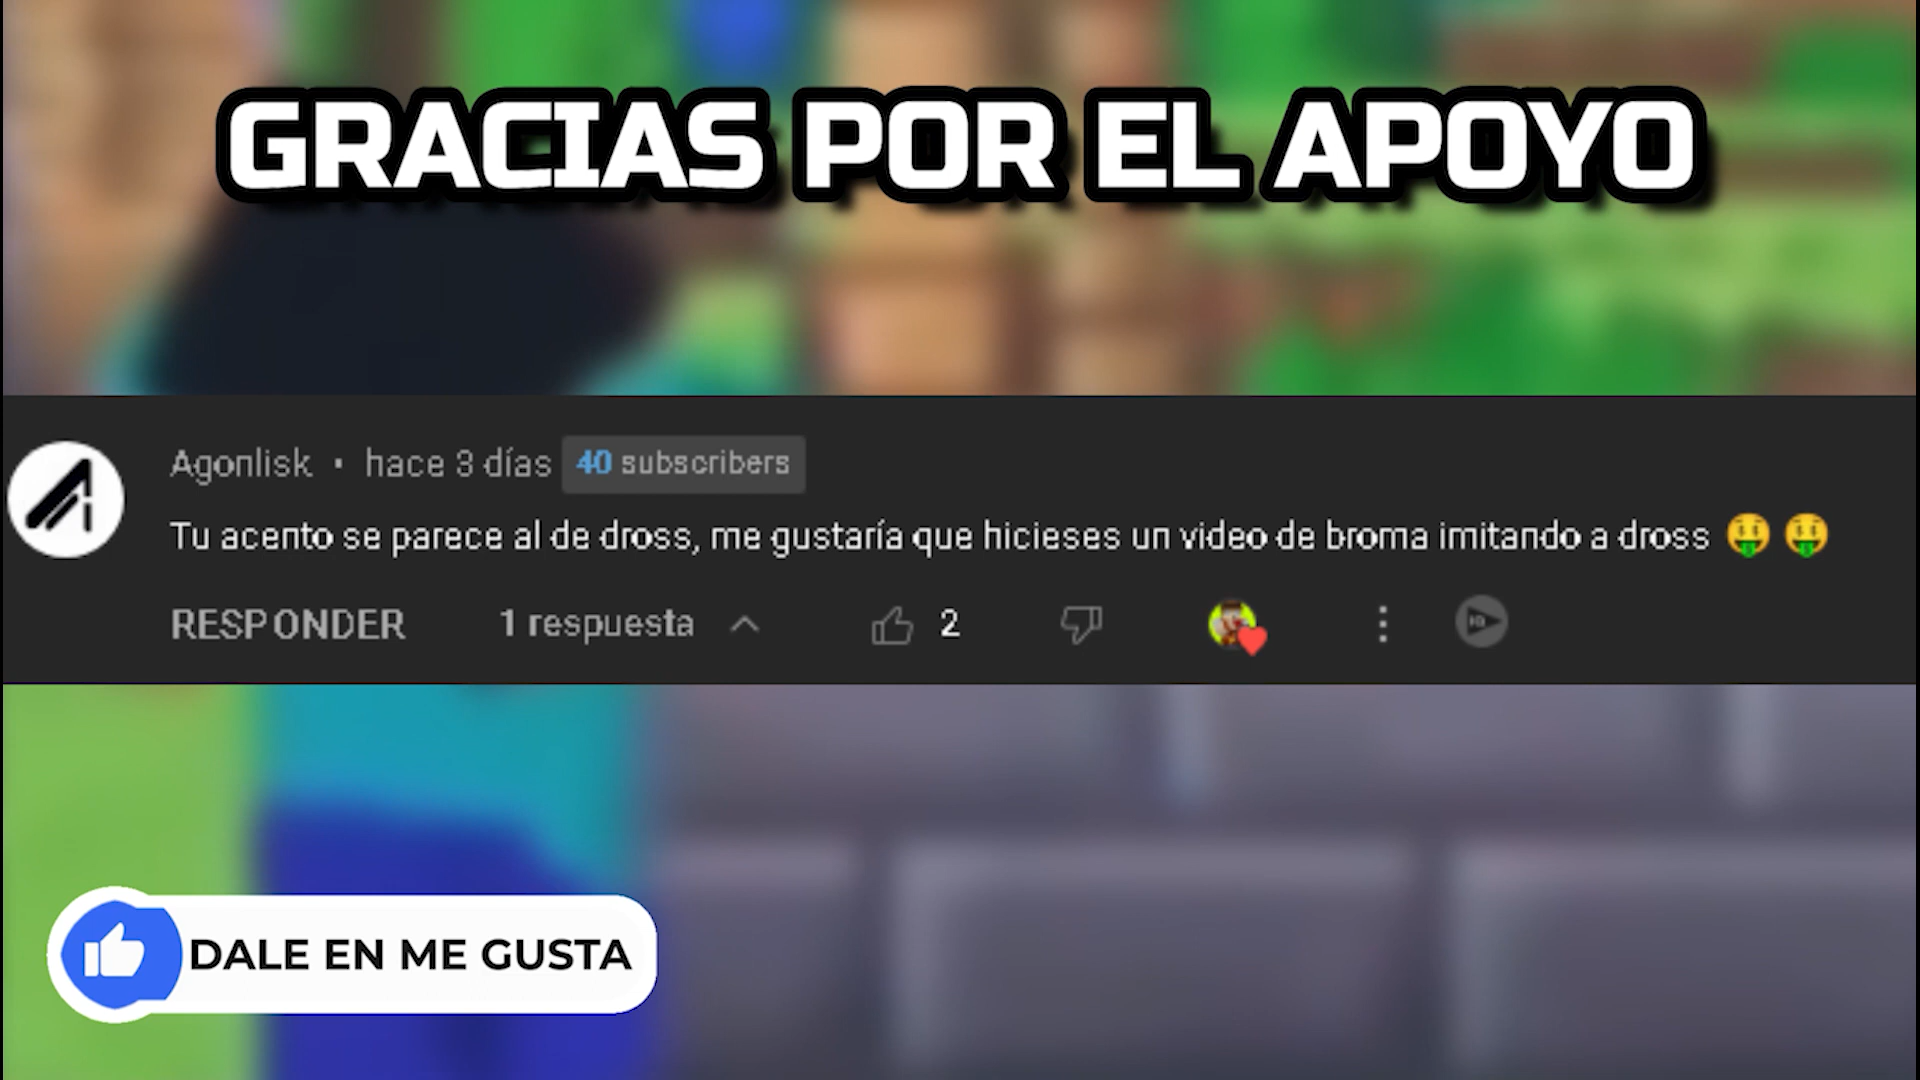 GRACIAS POR EL APOYO
Agonlisk • hace 3 días 40 subscribers
Tu acento se parece al de dross, me gustaría que hicieses un video de broma imitando a dross 🤑 🤑
RESPONDER 1 respuesta 2
DALE EN ME GUSTA